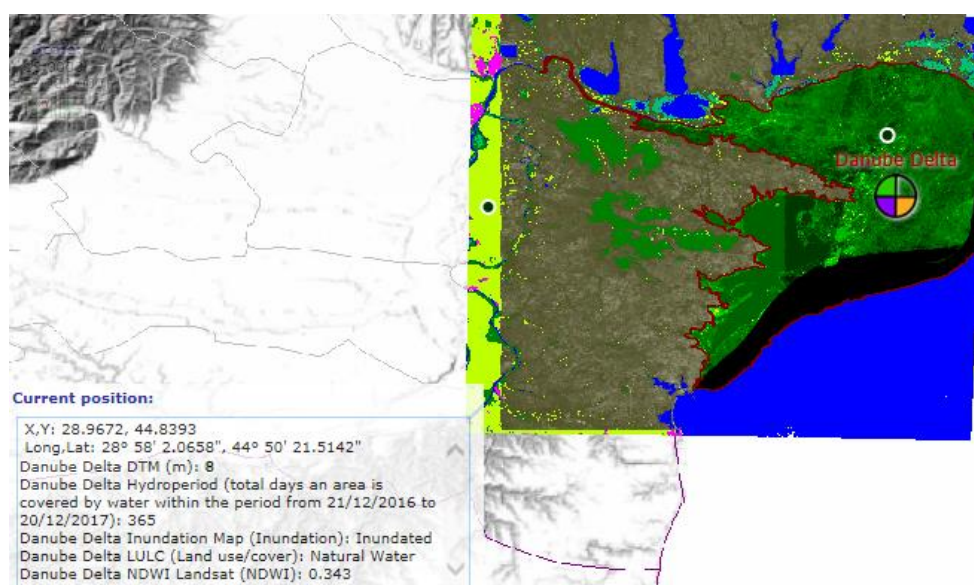 Danube Delta
Current position:
X,Y: 28.9672, 44.8393
Long,Lat: 28° 58' 2.0658", 44° 50' 21.5142"
Danube Delta DTM (m): 8
Danube Delta Hydroperiod (total days an area is
covered by water within the period from 21/12/2016 to
20/12/2017): 365
Danube Delta Inundation Map (Inundation): Inundated
Danube Delta LULC (Land use/cover): Natural Water
Danube Delta NDWI Landsat (NDWI): 0.343